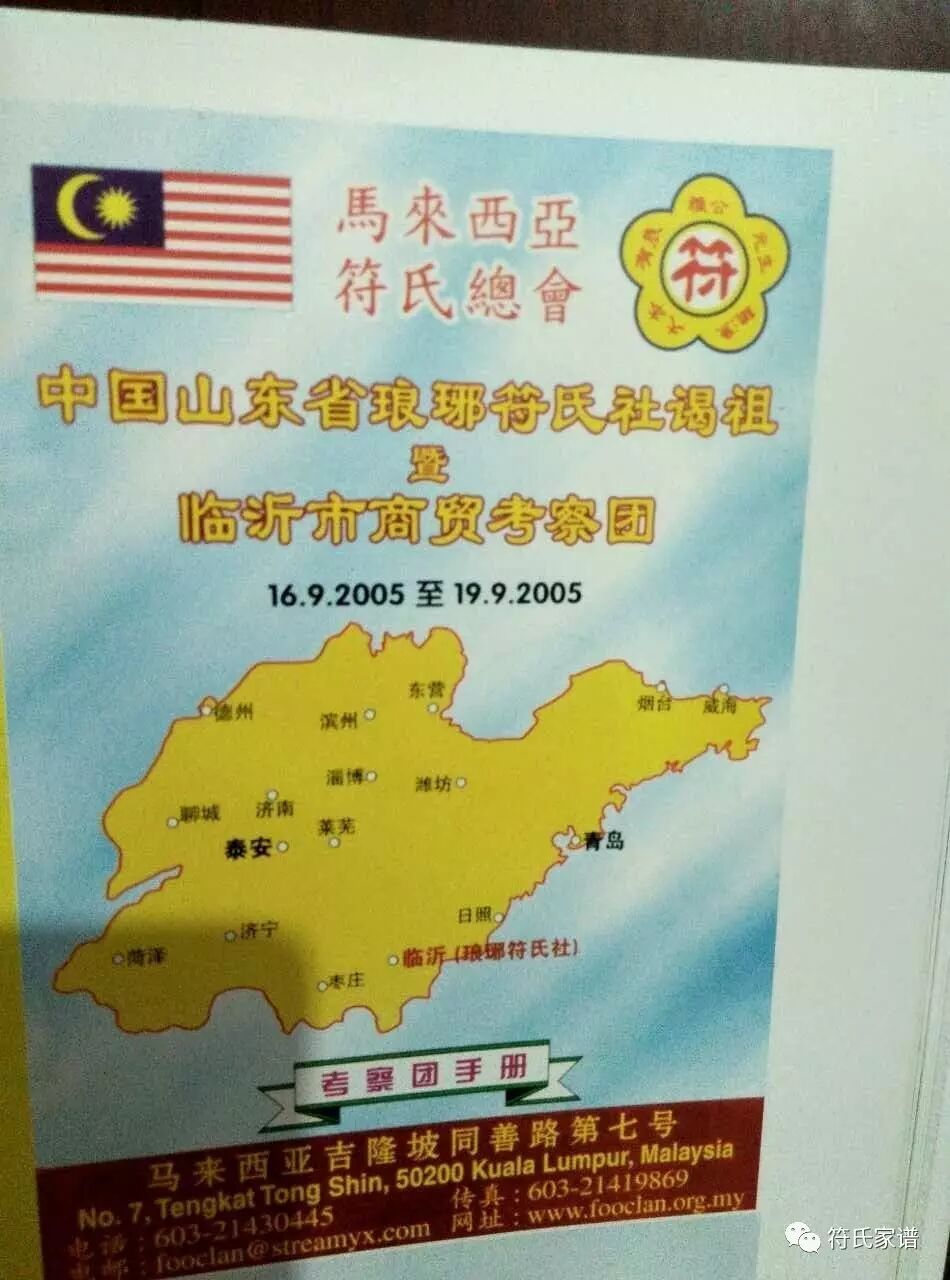 馬來西亞
符氏總會
雅公
元生
符
中国山东省琅琊符氏社谒祖
暨
临沂市商贸考察团
16.9.2005 至 19.9.2005
东营
德州
滨州
烟台
威海
淄博
潍坊
聊城
济南
莱芜
泰安
青岛
日照
济宁
菏泽
临沂 (琅琊符氏社)
枣庄
考察团手册
马来西亚吉隆坡同善路第七号
No. 7, Tengkat Tong Shin, 50200 Kuala Lumpur, Malaysia
电话 : 603-21430445 传真 : 603-21419869
电邮 : fooclan@streamyx.com 网址 : www.fooclan.org.my
符氏家谱